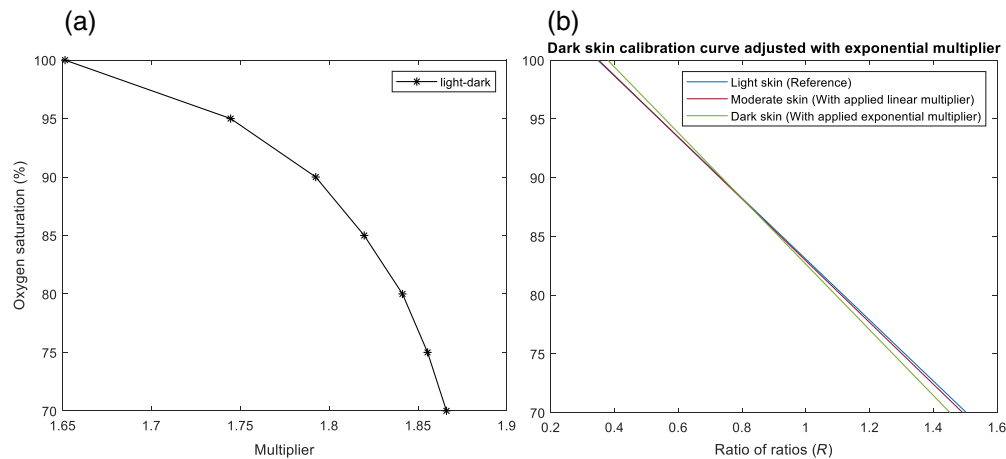 (a)
100
95
90
85
80
75
70
Oxygen saturation (%)
light-dark
1.65
1.7
1.75
1.8
1.85
1.9
Multiplier
(b)
Dark skin calibration curve adjusted with exponential multiplier
100
95
90
85
80
75
70
Light skin (Reference)
Moderate skin (With applied linear multiplier)
Dark skin (With applied exponential multiplier)
0.2
0.4
0.6
0.8
1
1.2
1.4
1.6
Ratio of ratios (R)